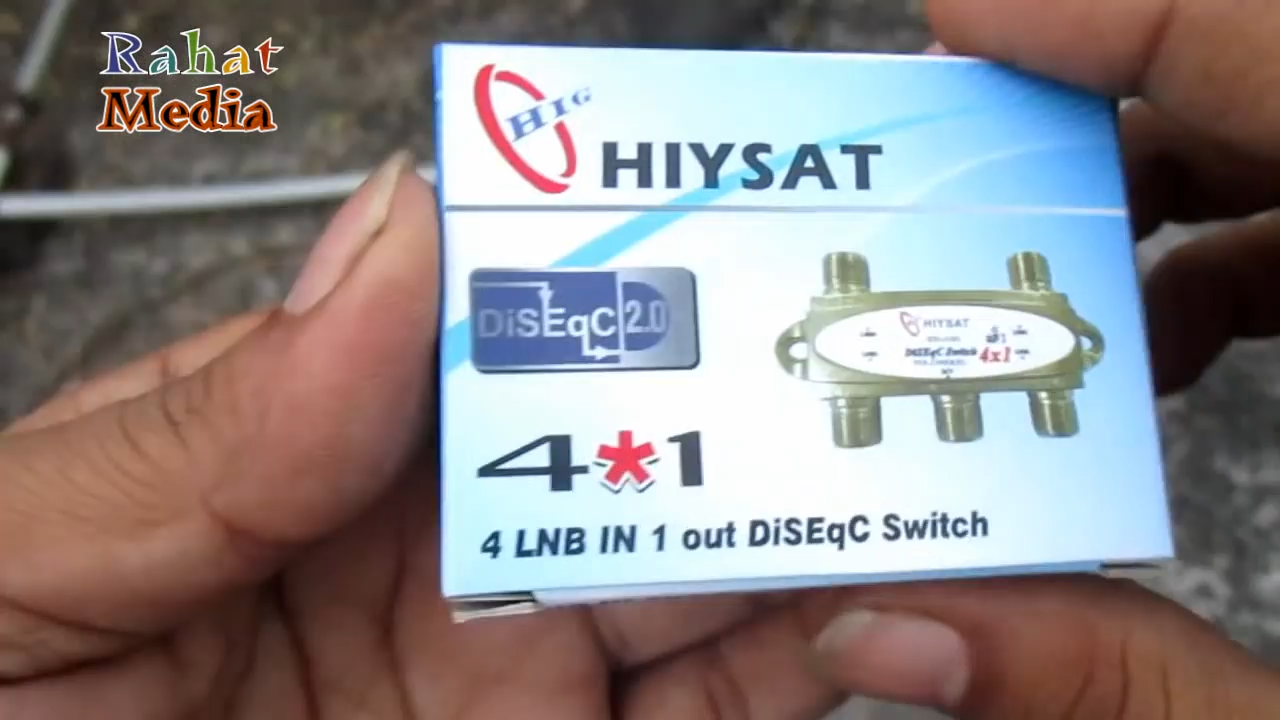 Rahat
Media
HIG
HIYSAT
DiSEqC 2.0
HIYSAT
DiSEqC Switch 4x1
4*1
4 LNB IN 1 out DiSEqC Switch